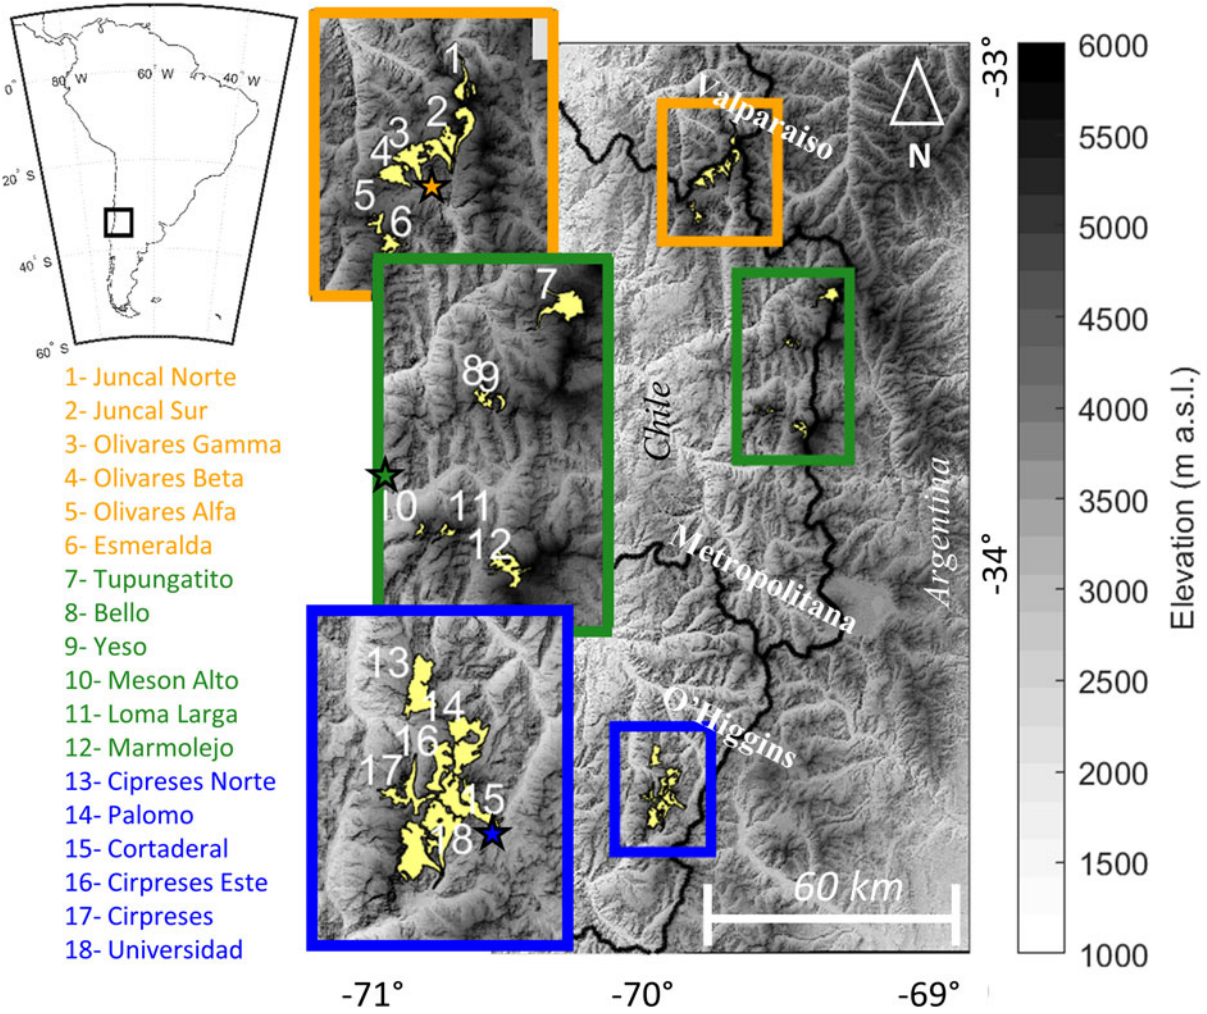 80° W
60° W
40° W
0°
20° S
40° S
60° S
1- Juncal Norte
2- Juncal Sur
3- Olivares Gamma
4- Olivares Beta
5- Olivares Alfa
6- Esmeralda
7- Tupungatito
8- Bello
9- Yeso
10- Meson Alto
11- Loma Larga
12- Marmolejo
13- Cipreses Norte
14- Palomo
15- Cortaderal
16- Cirpreses Este
17- Cirpreses
18- Universidad
1
2
3
4
5
6
7
8
9
10
11
12
13
14
16
17
15
18
Valparaiso
N
Chile
Argentina
Metropolitana
O'Higgins
60 km
-71°
-70°
-69°
-33°
-34°
6000
5500
5000
4500
4000
3500
3000
2500
2000
1500
1000
Elevation (m a.s.l.)